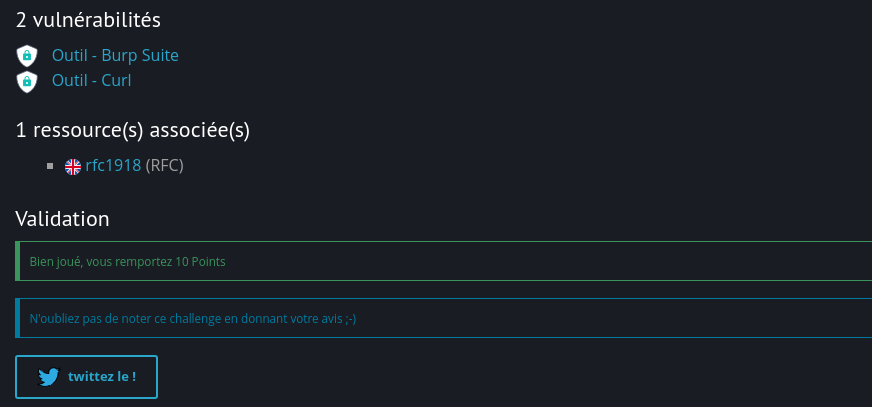 2 vulnérabilités
Outil - Burp Suite
Outil - Curl
1 ressource(s) associée(s)
rfc1918 (RFC)
Validation
Bien joué, vous remportez 10 Points
N'oubliez pas de noter ce challenge en donnant votre avis ;-)
twittez le !